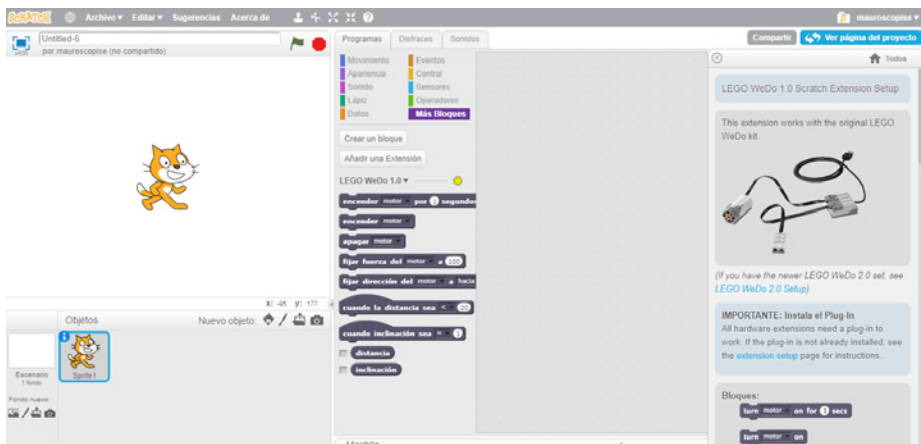 SCRATCH
Archivo
Editar
Sugerencias
Acerca de
mauroscopise
Untitled-6
por mauroscopise (no compartido)
Programas
Disfraces
Sonidos
Compartir
Ver página del proyecto
Movimiento
Eventos
Apariencia
Control
Sonido
Sensores
Lápiz
Operadores
Datos
Más Bloques
Crear un bloque
Añadir una Extensión
LEGO WeDo 1.0
encender motor por 1 segundos
encender motor
apagar motor
fijar fuerza del motor a 100
fijar dirección del motor a hacia
cuando la distancia sea < 20
cuando inclinación sea = 1
distancia
inclinación
X: -95 y: 177
Objetos
Nuevo objeto:
Sprite1
Escenario
1 fondo
Fondo nuevo:
Todos
LEGO WeDo 1.0 Scratch Extension Setup
This extension works with the original LEGO
WeDo kit.
(If you have the newer LEGO WeDo 2.0 set, see
LEGO WeDo 2.0 Setup)
IMPORTANTE: Instala el Plug-In
All hardware extensions need a plug-in to
work. If the plug-in is not already installed, see
the extension setup page for instructions.
Bloques:
turn motor on for 1 secs
turn motor on